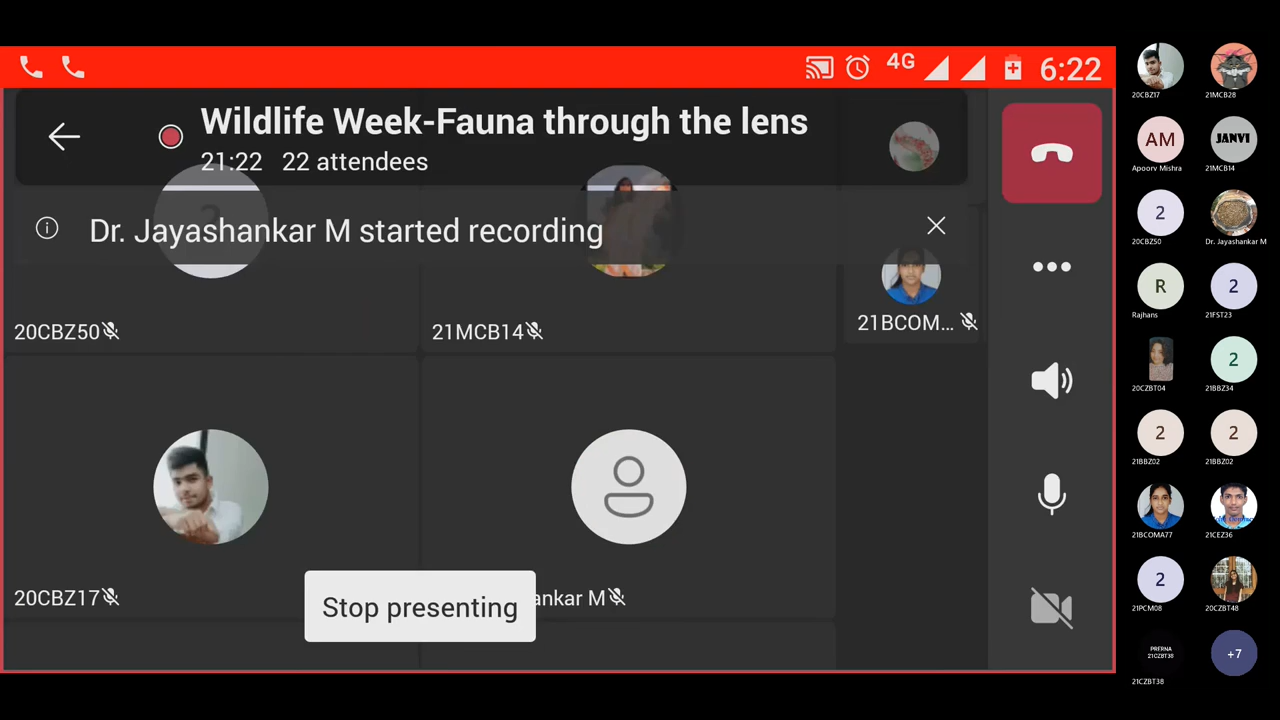 4G 6:22
Wildlife Week-Fauna through the lens
21:22 22 attendees
Dr. Jayashankar M started recording
20CBZ50
21MCB14
21BCOM...
20CBZ17
ankar M
Stop presenting
20CBZ17
21MCB28
AM
Apoorv Mishra
JANVI
21MCB14
2
20CBZ50
Dr. Jayashankar M
R
Rajhans
2
21FST23
20CZBT04
2
21BBZ34
2
21BBZ02
2
21BBZ02
21BCOMA77
21CEZ36
2
21PCM08
20CZBT48
PRERNA
21CZBT38
21CZBT38
+7